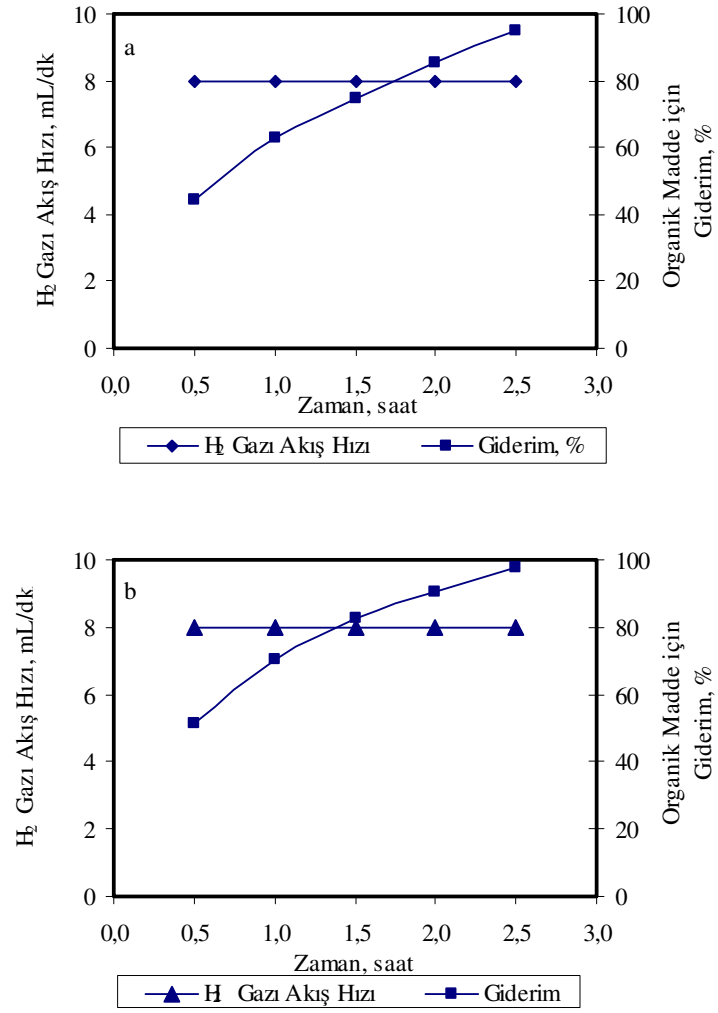 a
H2 Gazı Akış Hızı, mL/dk
10
8
6
4
2
0
100
80
60
40
20
0
Organik Madde için
Giderim, %
0,0 0,5 1,0 1,5 2,0 2,5 3,0
Zaman, saat
H2 Gazı Akış Hızı Giderim, %
b
H2 Gazı Akış Hızı, mL/dk
10
8
6
4
2
0
100
80
60
40
20
0
Organik Madde için
Giderim, %
0,0 0,5 1,0 1,5 2,0 2,5 3,0
Zaman, saat
H2 Gazı Akış Hızı Giderim